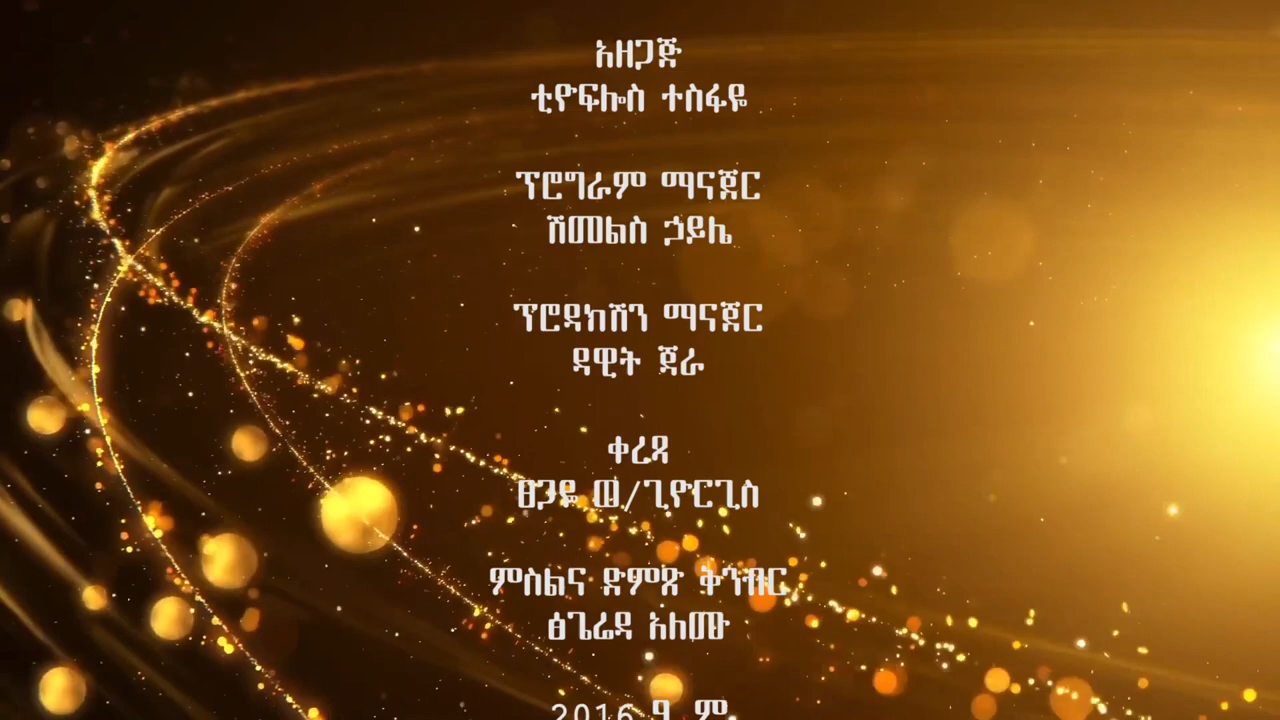 አዘጋጅ
ቴዮፍሎስ ተስፋዬ
ፕሮግራም ማናጀር
ሽመልስ ኃይሌ
ፕሮዳክሽን ማናጀር
ዳዊት ጀራ
ቀረጻ
ፀጋዬ ወ/ጊዮርጊስ
ምስልና ድምጽ ቅንብር
ፅጌሬዳ አለሙ
2016 ዓ ም